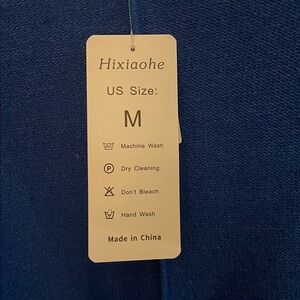 Hixiaohe
US Size:
M
Machine Wash
P Dry Cleaning
Don't Bleach
Hand Wash
Made in China